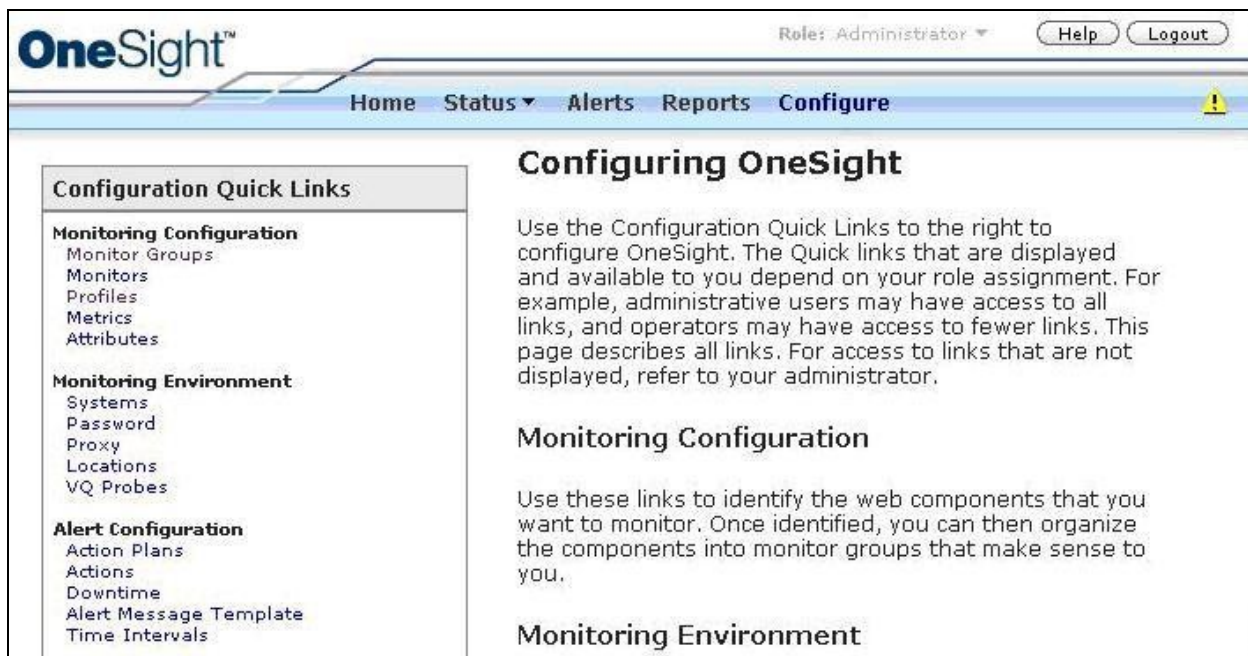 OneSight™
Role: Administrator
Help
Logout
Home Status Alerts Reports Configure
Configuration Quick Links
Monitoring Configuration
Monitor Groups
Monitors
Profiles
Metrics
Attributes
Monitoring Environment
Systems
Password
Proxy
Locations
VQ Probes
Alert Configuration
Action Plans
Actions
Downtime
Alert Message Template
Time Intervals
Configuring OneSight
Use the Configuration Quick Links to the right to
configure OneSight. The Quick links that are displayed
and available to you depend on your role assignment. For
example, administrative users may have access to all
links, and operators may have access to fewer links. This
page describes all links. For access to links that are not
displayed, refer to your administrator.
Monitoring Configuration
Use these links to identify the web components that you
want to monitor. Once identified, you can then organize
the components into monitor groups that make sense to
you.
Monitoring Environment